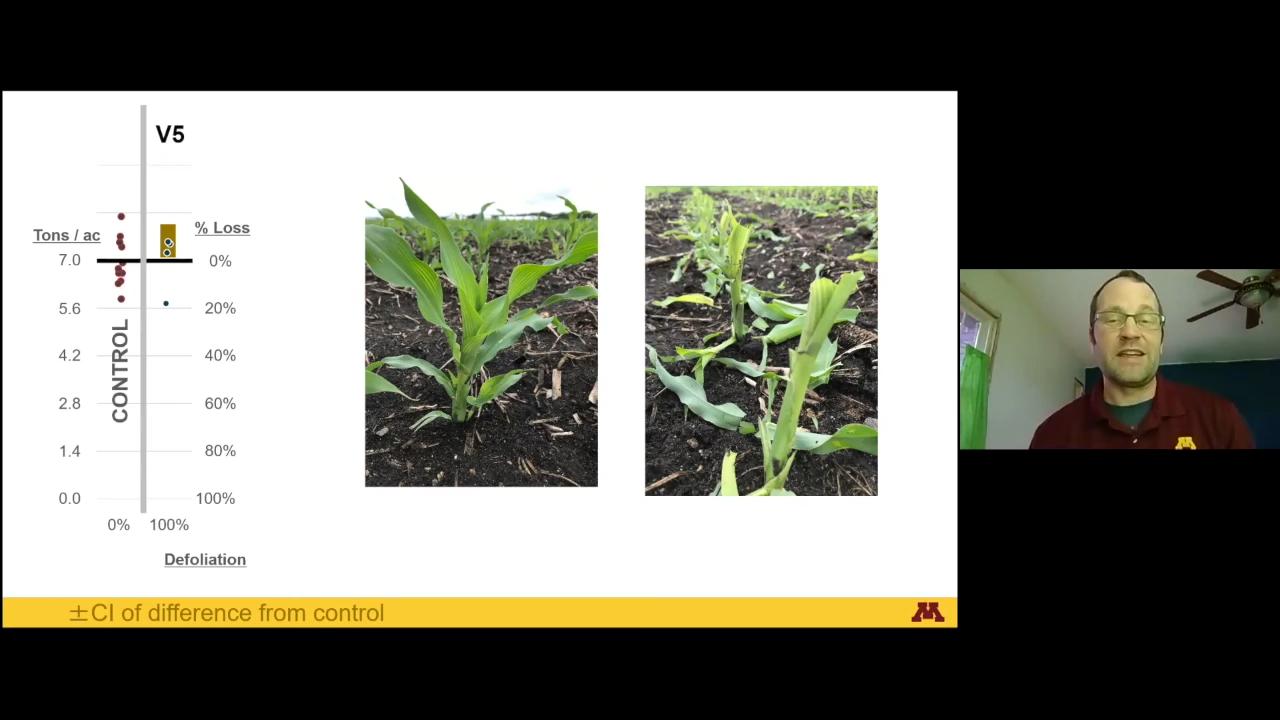 V5
Tons / ac
% Loss
7.0
0%
5.6
20%
4.2
40%
2.8
60%
1.4
80%
0.0
100%
CONTROL
0%
100%
Defoliation
±CI of difference from control
M